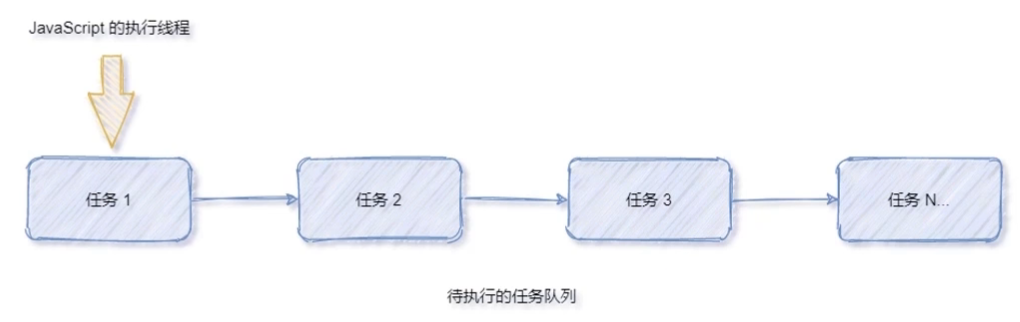 JavaScript 的执行线程
任务 1
任务 2
任务 3
任务 N...
待执行的任务队列